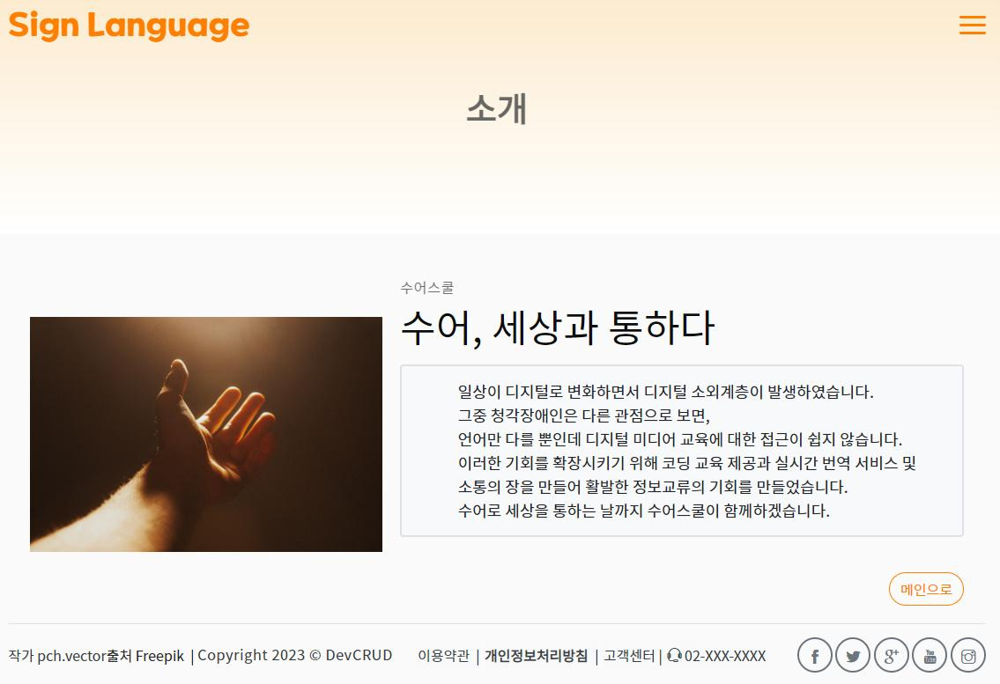 Sign Language
소개
수어스쿨
수어, 세상과 통하다
일상이 디지털로 변화하면서 디지털 소외계층이 발생하였습니다.
그중 청각장애인은 다른 관점으로 보면,
언어만 다를 뿐인데 디지털 미디어 교육에 대한 접근이 쉽지 않습니다.
이러한 기회를 확장시키기 위해 코딩 교육 제공과 실시간 번역 서비스 및
소통의 장을 만들어 활발한 정보교류의 기회를 만들었습니다.
수어로 세상을 통하는 날까지 수어스쿨이 함께하겠습니다.
메인으로
작가 pch.vector출처 Freepik | Copyright 2023 © DevCRUD 이용약관 | 개인정보처리방침 | 고객센터 | 02-XXX-XXXX f g+ You Tube